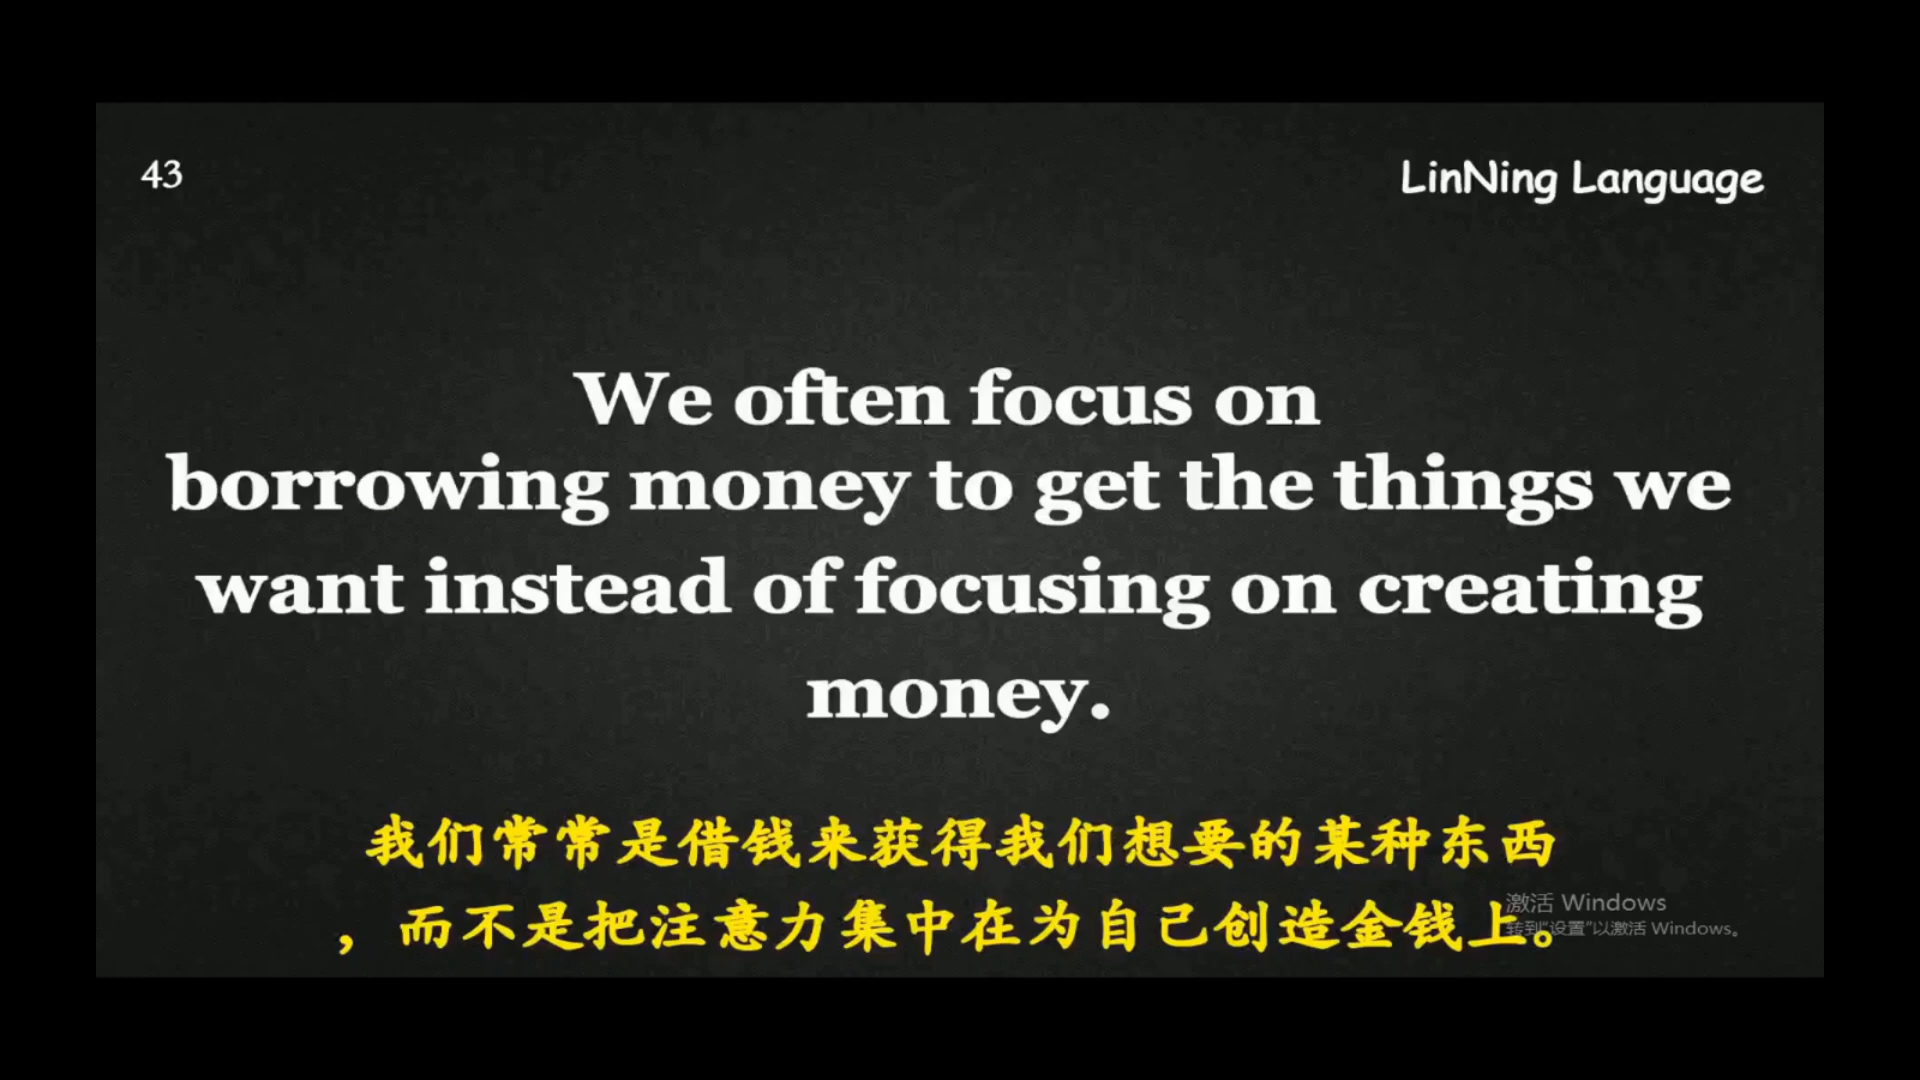 43
LinNing Language
We often focus on
borrowing money to get the things we
want instead of focusing on creating
money.
我们常常是借钱来获得我们想要的某种东西
，而不是把注意力集中在为自己创造金钱上。
激活 Windows
转到“设置”以激活 Windows。